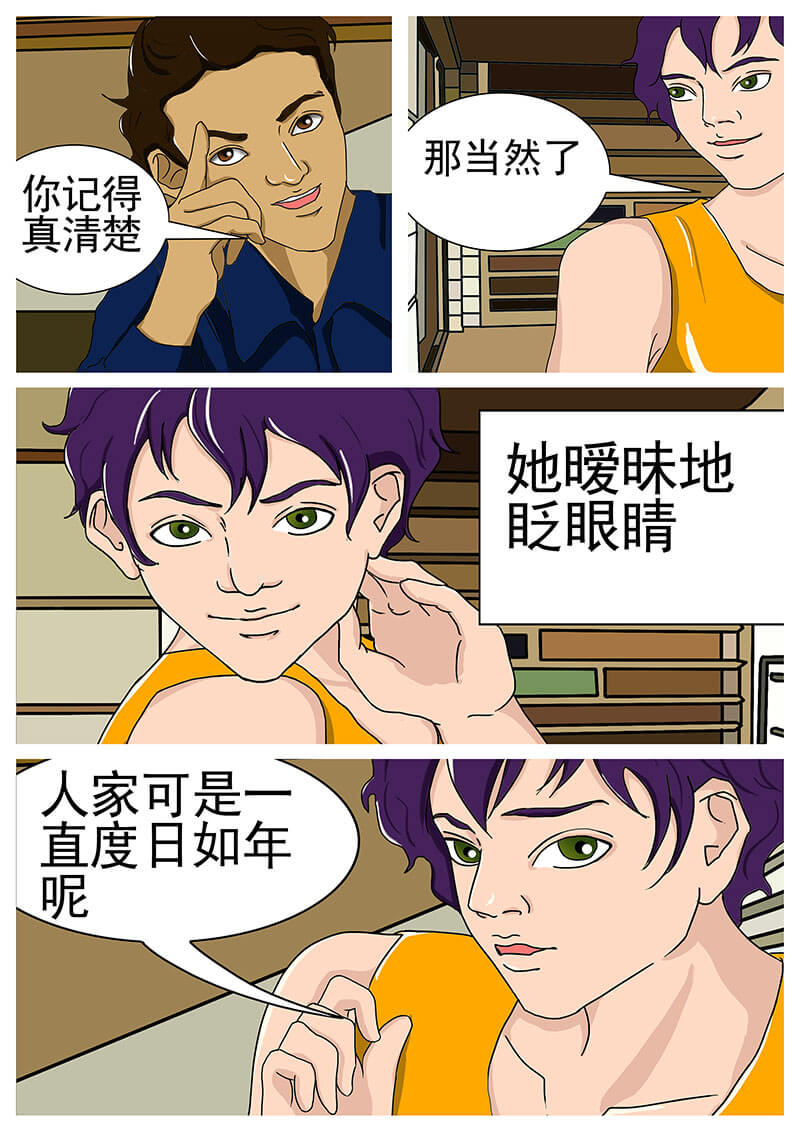 你记得
真清楚
那当然了
她暧昧地
眨眼睛
人家可是一
直度日如年
呢